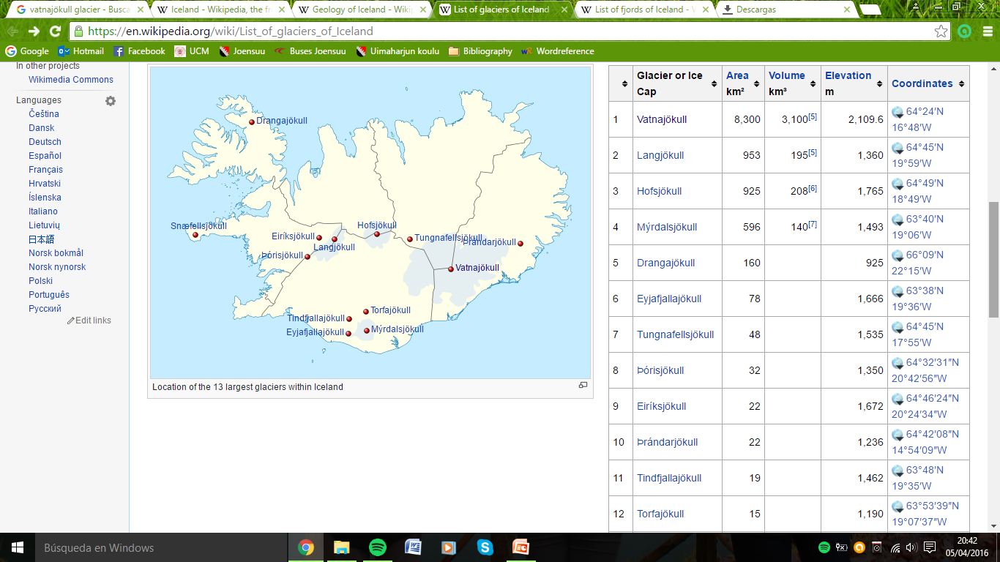 vatnajökull glacier - Busca
Iceland - Wikipedia, the fr
Geology of Iceland - Wiki
List of glaciers of Iceland
List of fjords of Iceland - W
Descargas
https://en.wikipedia.org/wiki/List_of_glaciers_of_Iceland
Google Hotmail Facebook UCM Joensuu Buses Joensuu Uimaharjun koulu Bibliography Wordreference
In other projects
Wikimedia Commons
Languages
Čeština
Dansk
Deutsch
Español
Français
Hrvatski
Íslenska
Italiano
Lietuvių
日本語
Norsk bokmål
Norsk nynorsk
Polski
Português
Русский
Edit links
Drangajökull
Snæfellsjökull
Hofsjökull
Eiríksjökull
Tungnafellsjökull
Þrándarjökull
Langjökull
Þórisjökull
Vatnajökull
Torfajökull
Tindfjallajökull
Mýrdalsjökull
Eyjafjallajökull
Location of the 13 largest glaciers within Iceland
Glacier or Ice Area Volume Elevation Coordinates
Cap km² km³ m
1 Vatnajökull 8,300 3,100[5] 2,109.6 64°24′N
16°48′W
2 Langjökull 953 195[5] 1,360 64°45′N
19°59′W
3 Hofsjökull 925 208[6] 1,765 64°49′N
18°49′W
4 Mýrdalsjökull 596 140[7] 1,493 63°40′N
19°06′W
5 Drangajökull 160 925 66°09′N
22°15′W
6 Eyjafjallajökull 78 1,666 63°38′N
19°36′W
7 Tungnafellsjökull 48 1,535 64°45′N
17°55′W
8 Þórisjökull 32 1,350 64°32′31″N
20°42′56″W
9 Eiríksjökull 22 1,672 64°46′24″N
20°24′34″W
10 Þrándarjökull 22 1,236 64°42′08″N
14°54′09″W
11 Tindfjallajökull 19 1,462 63°48′N
19°35′W
12 Torfajökull 15 1,190 63°53′39″N
19°07′37″W
Búsqueda en Windows
20:42
05/04/2016